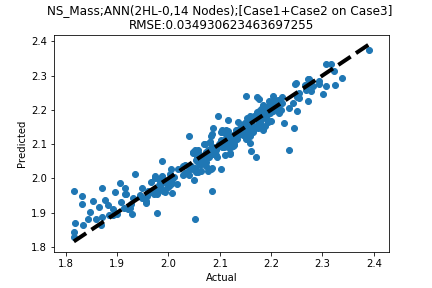 NS_Mass;ANN(2HL-0,14 Nodes);[Case1+Case2 on Case3]
RMSE:0.034930623463697255
2.4
2.3
2.2
2.1
2.0
1.9
1.8
Predicted
1.8 1.9 2.0 2.1 2.2 2.3 2.4
Actual